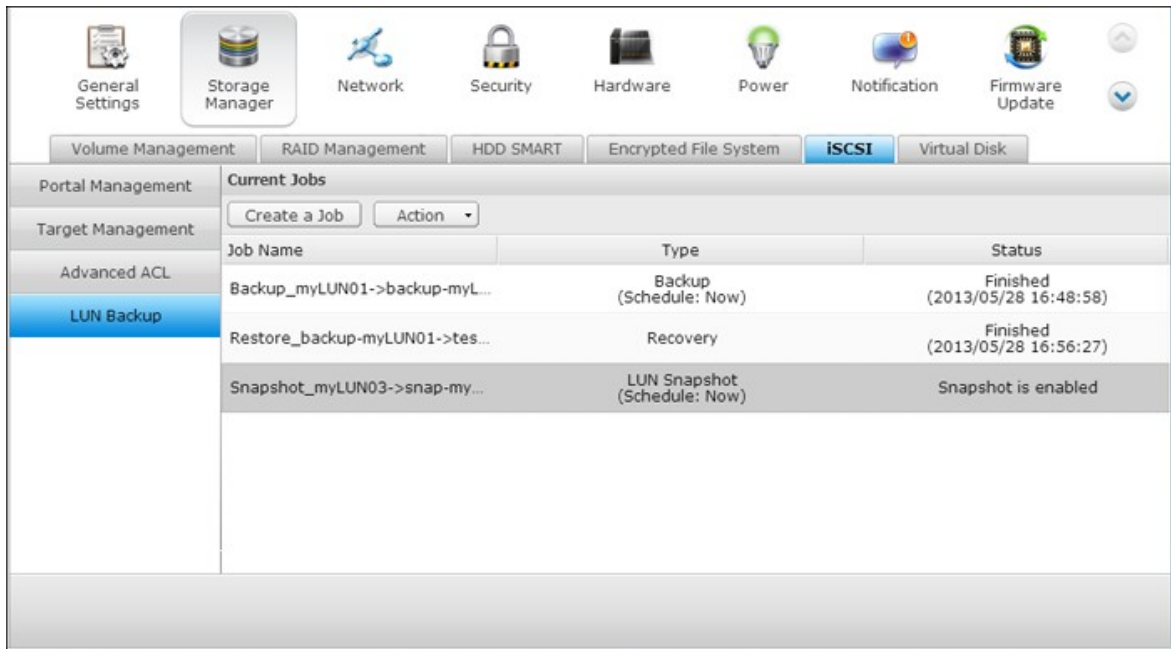 General
Settings
Storage
Manager
Network
Security
Hardware
Power
Notification
Firmware
Update
Volume Management
RAID Management
HDD SMART
Encrypted File System
iSCSI
Virtual Disk
Portal Management
Target Management
Advanced ACL
LUN Backup
Current Jobs
Create a Job
Action
Job Name
Type
Status
Backup_myLUN01->backup-myL...
Backup
(Schedule: Now)
Finished
(2013/05/28 16:48:58)
Restore_backup-myLUN01->tes...
Recovery
Finished
(2013/05/28 16:56:27)
Snapshot_myLUN03->snap-my...
LUN Snapshot
(Schedule: Now)
Snapshot is enabled